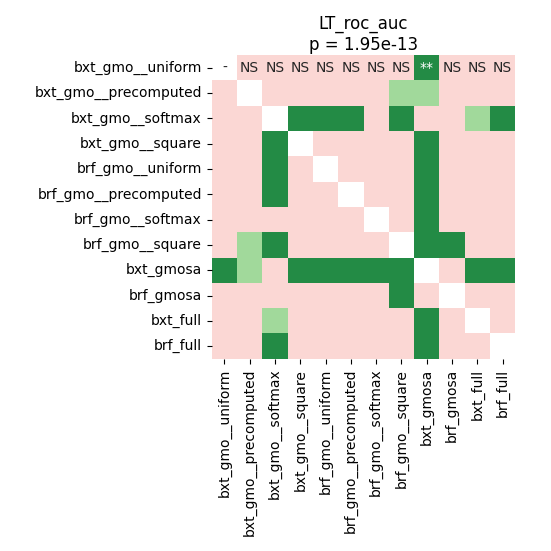 LT_roc_auc
p = 1.95e-13
bxt_gmo__uniform
- NS NS NS NS NS NS NS ** NS NS NS
bxt_gmo__precomputed
bxt_gmo__softmax
bxt_gmo__square
brf_gmo__uniform
brf_gmo__precomputed
brf_gmo__softmax
brf_gmo__square
bxt_gmosa
brf_gmosa
bxt_full
brf_full
bxt_gmo__uniform
bxt_gmo__precomputed
bxt_gmo__softmax
bxt_gmo__square
brf_gmo__uniform
brf_gmo__precomputed
brf_gmo__softmax
brf_gmo__square
bxt_gmosa
brf_gmosa
bxt_full
brf_full